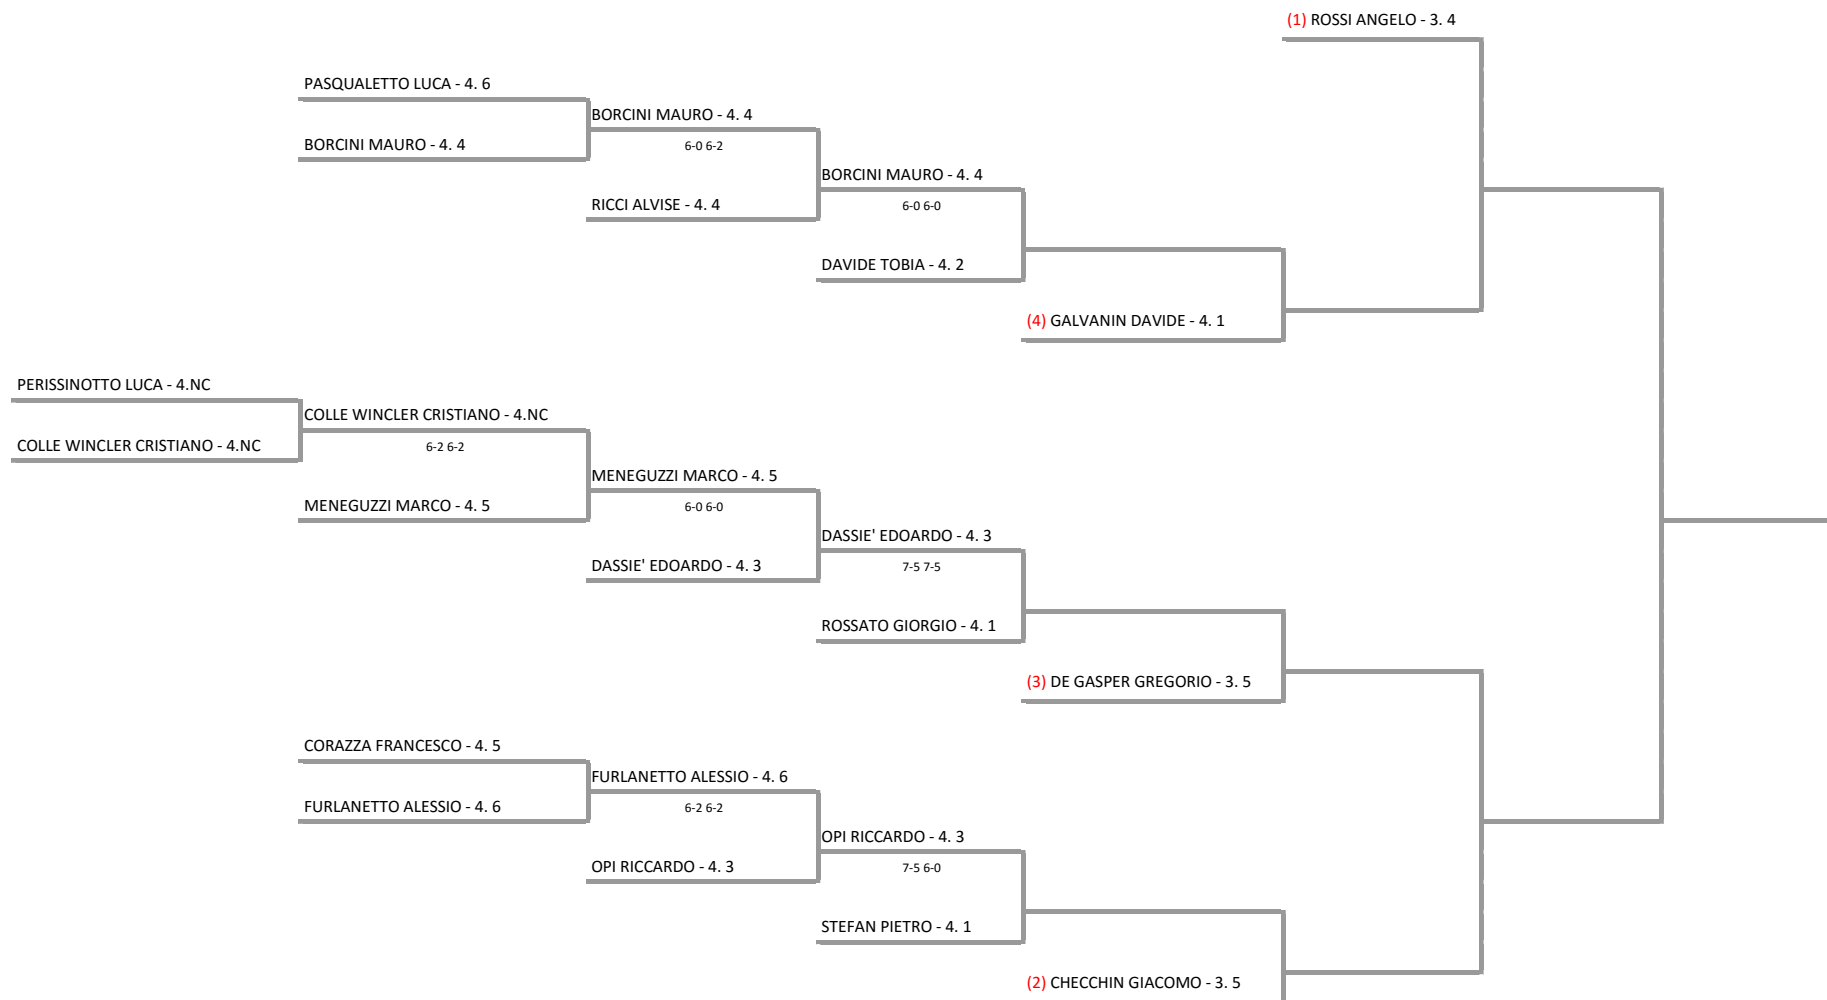 (1) ROSSI ANGELO - 3. 4
PASQUALETTO LUCA - 4. 6
BORCINI MAURO - 4. 4
BORCINI MAURO - 4. 4
6-0 6-2
BORCINI MAURO - 4. 4
RICCI ALVISE - 4. 4
6-0 6-0
DAVIDE TOBIA - 4. 2
(4) GALVANIN DAVIDE - 4. 1
PERISSINOTTO LUCA - 4.NC
COLLE WINCLER CRISTIANO - 4.NC
COLLE WINCLER CRISTIANO - 4.NC
6-2 6-2
MENEGUZZI MARCO - 4. 5
MENEGUZZI MARCO - 4. 5
6-0 6-0
DASSIE' EDOARDO - 4. 3
DASSIE' EDOARDO - 4. 3
7-5 7-5
ROSSATO GIORGIO - 4. 1
(3) DE GASPER GREGORIO - 3. 5
CORAZZA FRANCESCO - 4. 5
FURLANETTO ALESSIO - 4. 6
FURLANETTO ALESSIO - 4. 6
6-2 6-2
OPI RICCARDO - 4. 3
OPI RICCARDO - 4. 3
7-5 6-0
STEFAN PIETRO - 4. 1
(2) CHECCHIN GIACOMO - 3. 5